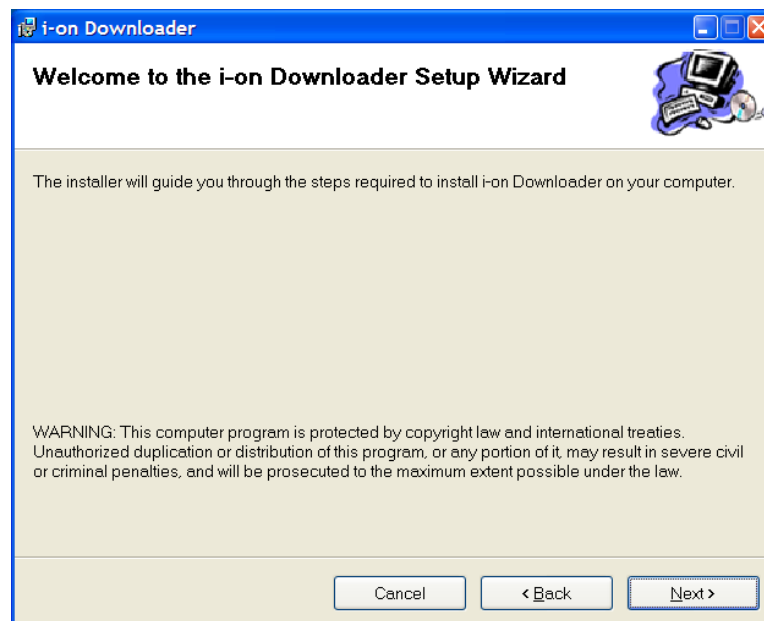 i-on Downloader
Welcome to the i-on Downloader Setup Wizard
The installer will guide you through the steps required to install i-on Downloader on your computer.
WARNING: This computer program is protected by copyright law and international treaties.
Unauthorized duplication or distribution of this program, or any portion of it, may result in severe civil
or criminal penalties, and will be prosecuted to the maximum extent possible under the law.
Cancel
< Back
Next >